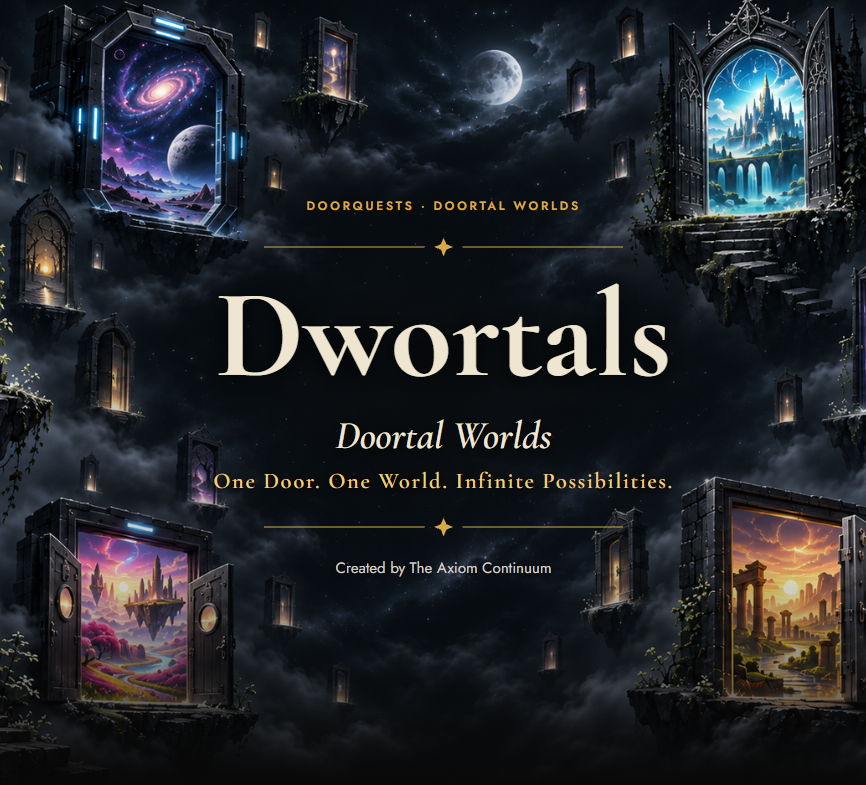 DOORQUESTS · DOORTAL WORLDS
Dwortals
Doortal Worlds
One Door. One World. Infinite Possibilities.
Created by The Axiom Continuum